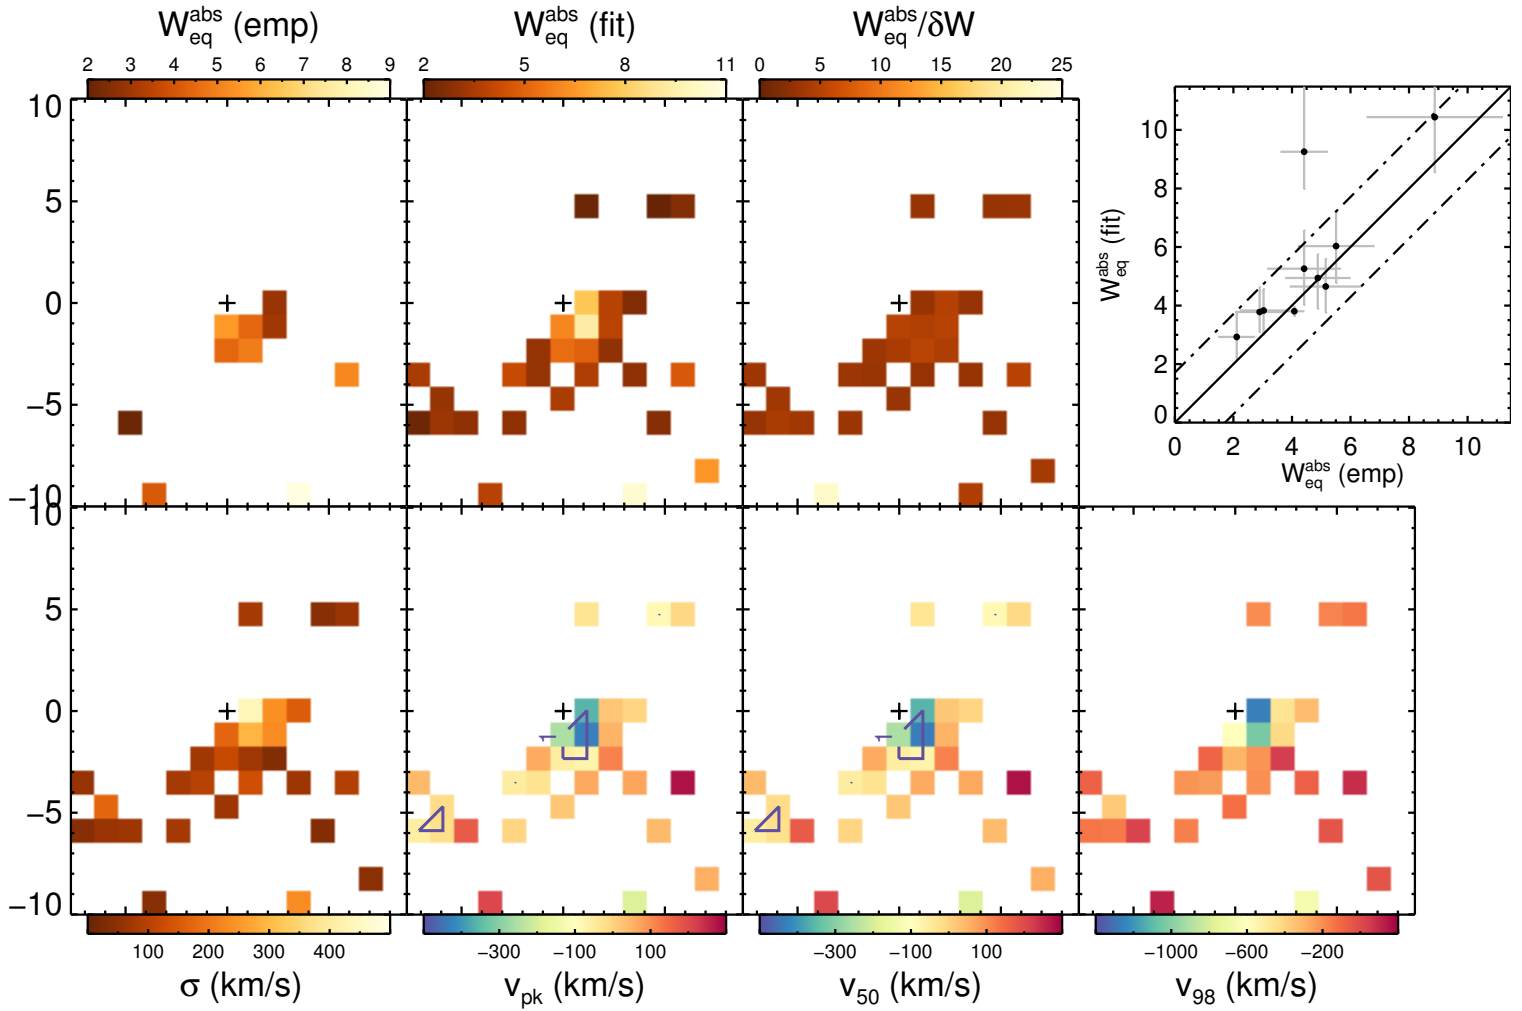 W_eq^abs (emp) W_eq^abs (fit) W_eq^abs/δW
2 3 4 5 6 7 8 9 2 5 8 11 0 5 10 15 20 25
10
5
0
−5
−10
W_eq^abs (fit)
10
8
6
4
2
0
0 2 4 6 8 10
W_eq^abs (emp)
10
5
0
−5
−10
100 200 300 400 −300 −100 100 −300 −100 100 −1000 −600 −200
σ (km/s) v_pk (km/s) v_50 (km/s) v_98 (km/s)